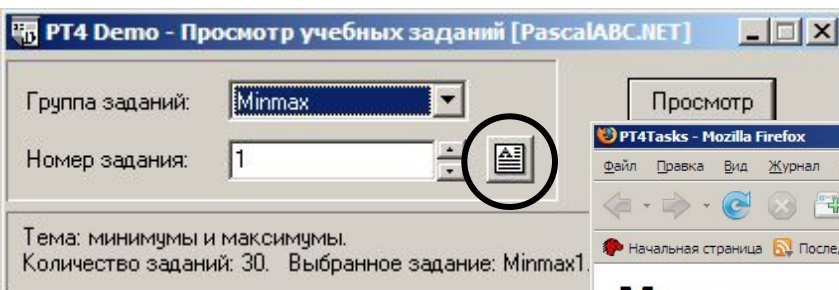 PT4 Demo - Просмотр учебных заданий [PascalABC.NET]
Группа заданий: Minmax
Просмотр
Номер задания: 1
PT4Tasks - Mozilla Firefox
Файл Правка Вид Журнал
Начальная страница После
Тема: минимумы и максимумы.
Количество заданий: 30. Выбранное задание: Minmax1.